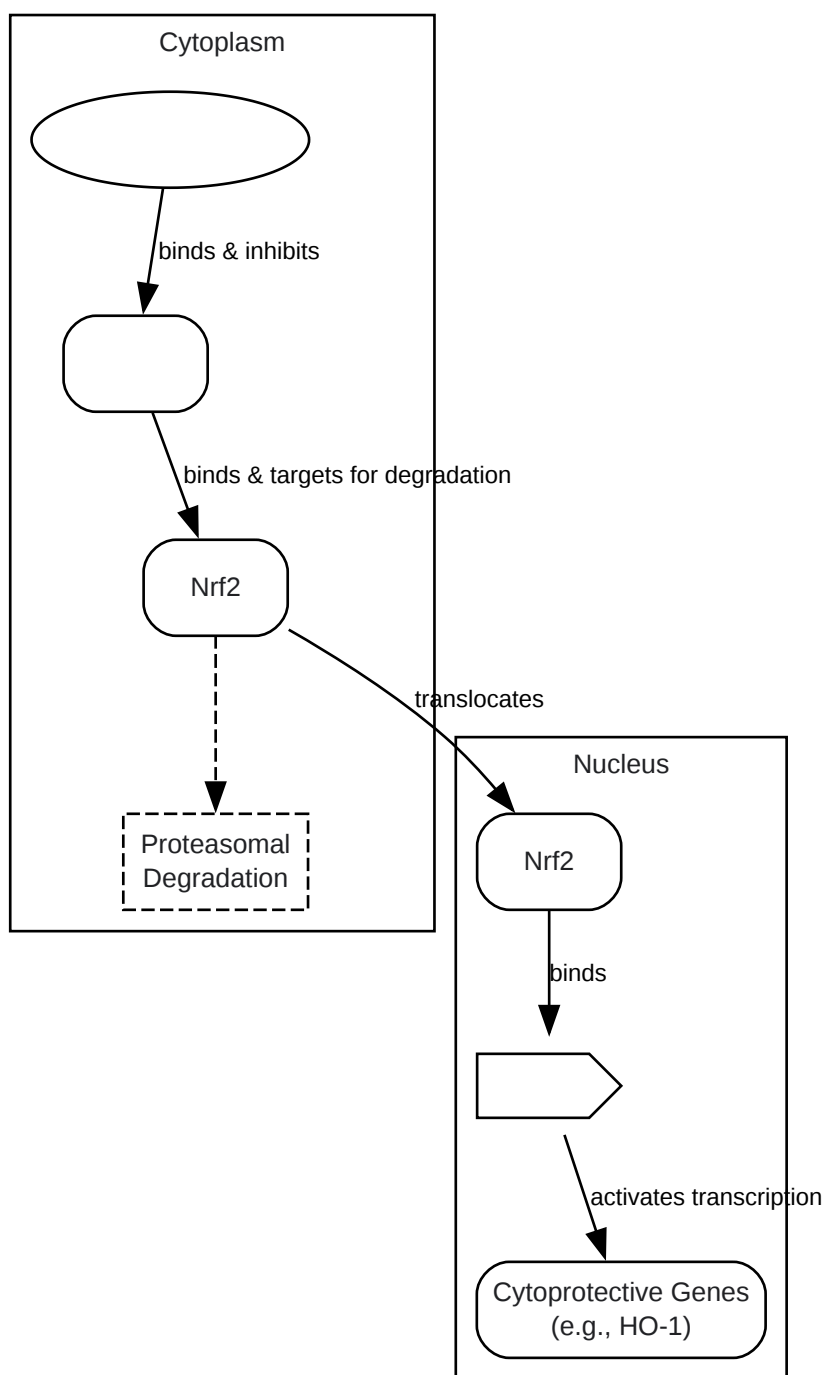 Cytoplasm
binds & inhibits
binds & targets for degradation
Nrf2
translocates
Proteasomal
Degradation
Nucleus
Nrf2
binds
activates transcription
Cytoprotective Genes
(e.g., HO-1)